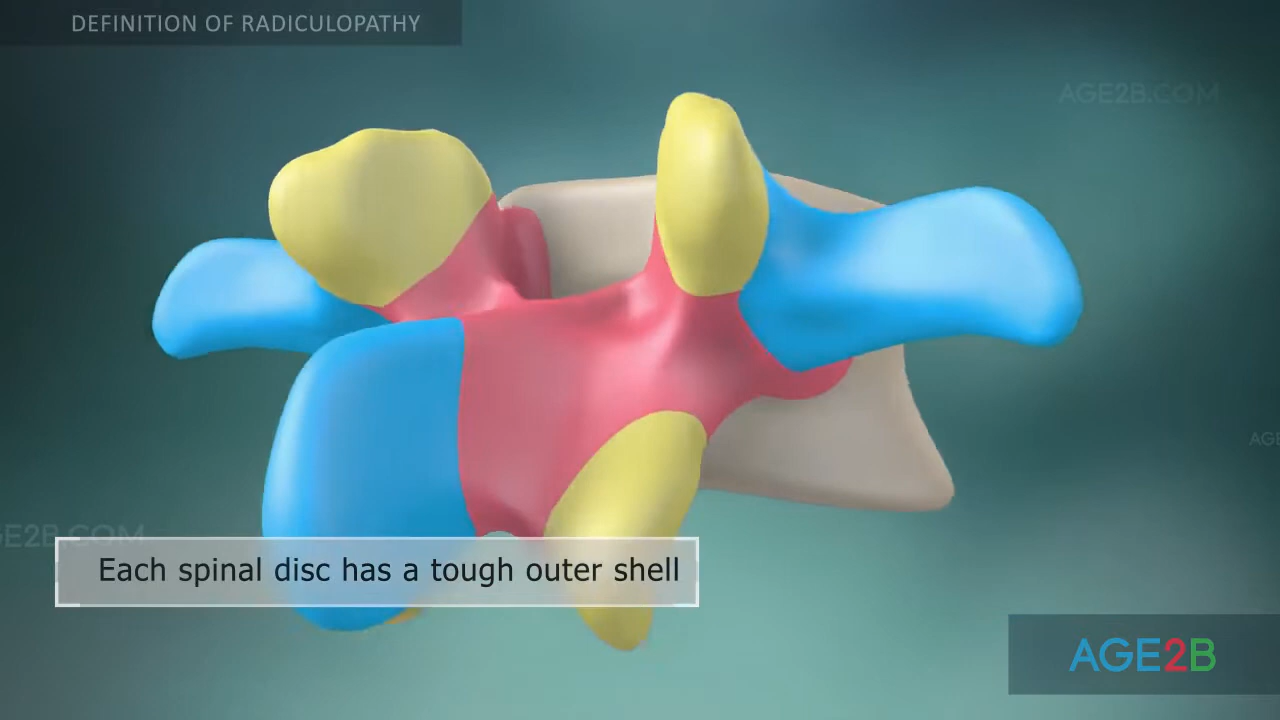 DEFINITION OF RADICULOPATHY
AGE2B.COM
Each spinal disc has a tough outer shell
AGE2B